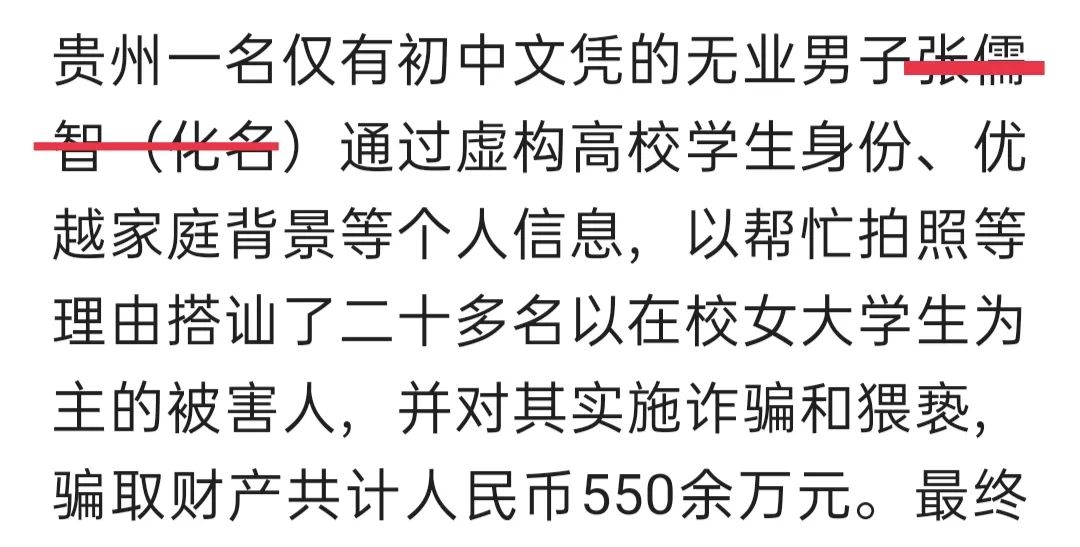 贵州一名仅有初中文凭的无业男子张儒
智（化名）通过虚构高校学生身份、优
越家庭背景等个人信息，以帮忙拍照等
理由搭讪了二十多名以在校女大学生为
主的被害人，并对其实施诈骗和猥亵，
骗取财产共计人民币550余万元。最终